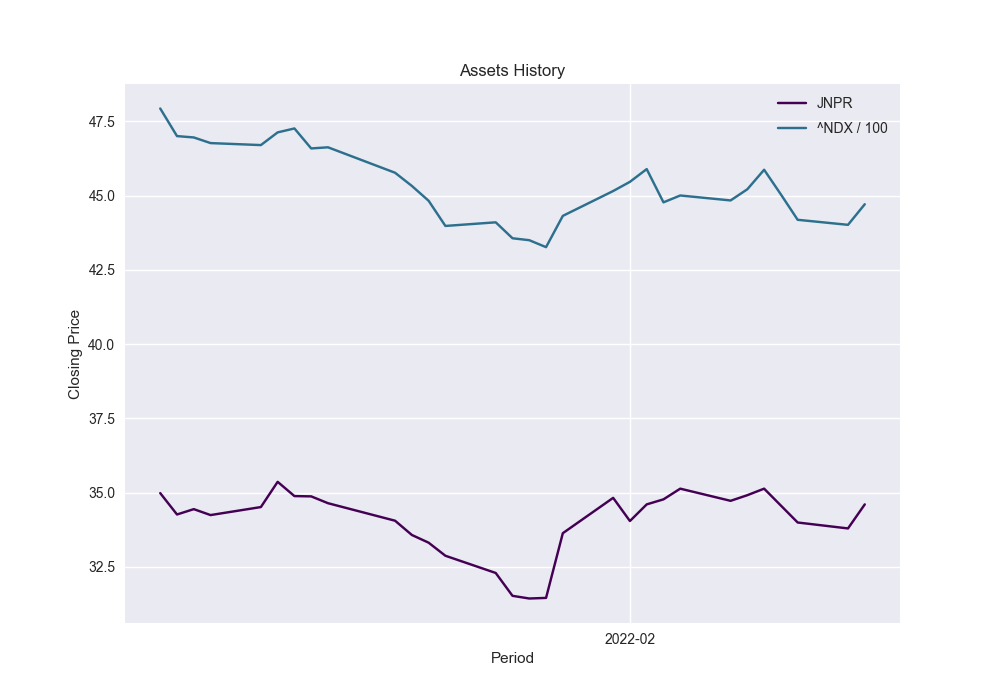 Assets History
JNPR
^NDX / 100
47.5
45.0
42.5
40.0
37.5
35.0
32.5
Closing Price
2022-02
Period